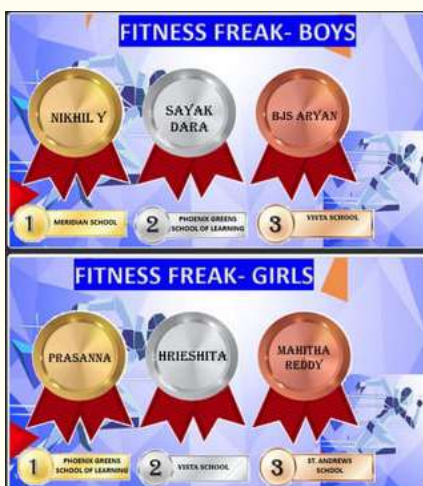 FITNESS FREAK- BOYS
NIKHIL Y
SAYAK
DARA
BJS ARYAN
1
MERIDIAN SCHOOL
2
PHOENIX GREENS
SCHOOL OF LEARNING
3
VISTA SCHOOL
FITNESS FREAK- GIRLS
PRASANNA
HRIESHITA
MAHITHA
REDDY
1
PHOENIX GREENS
SCHOOL OF LEARNING
2
VISTA SCHOOL
3
ST. ANDREWS
SCHOOL